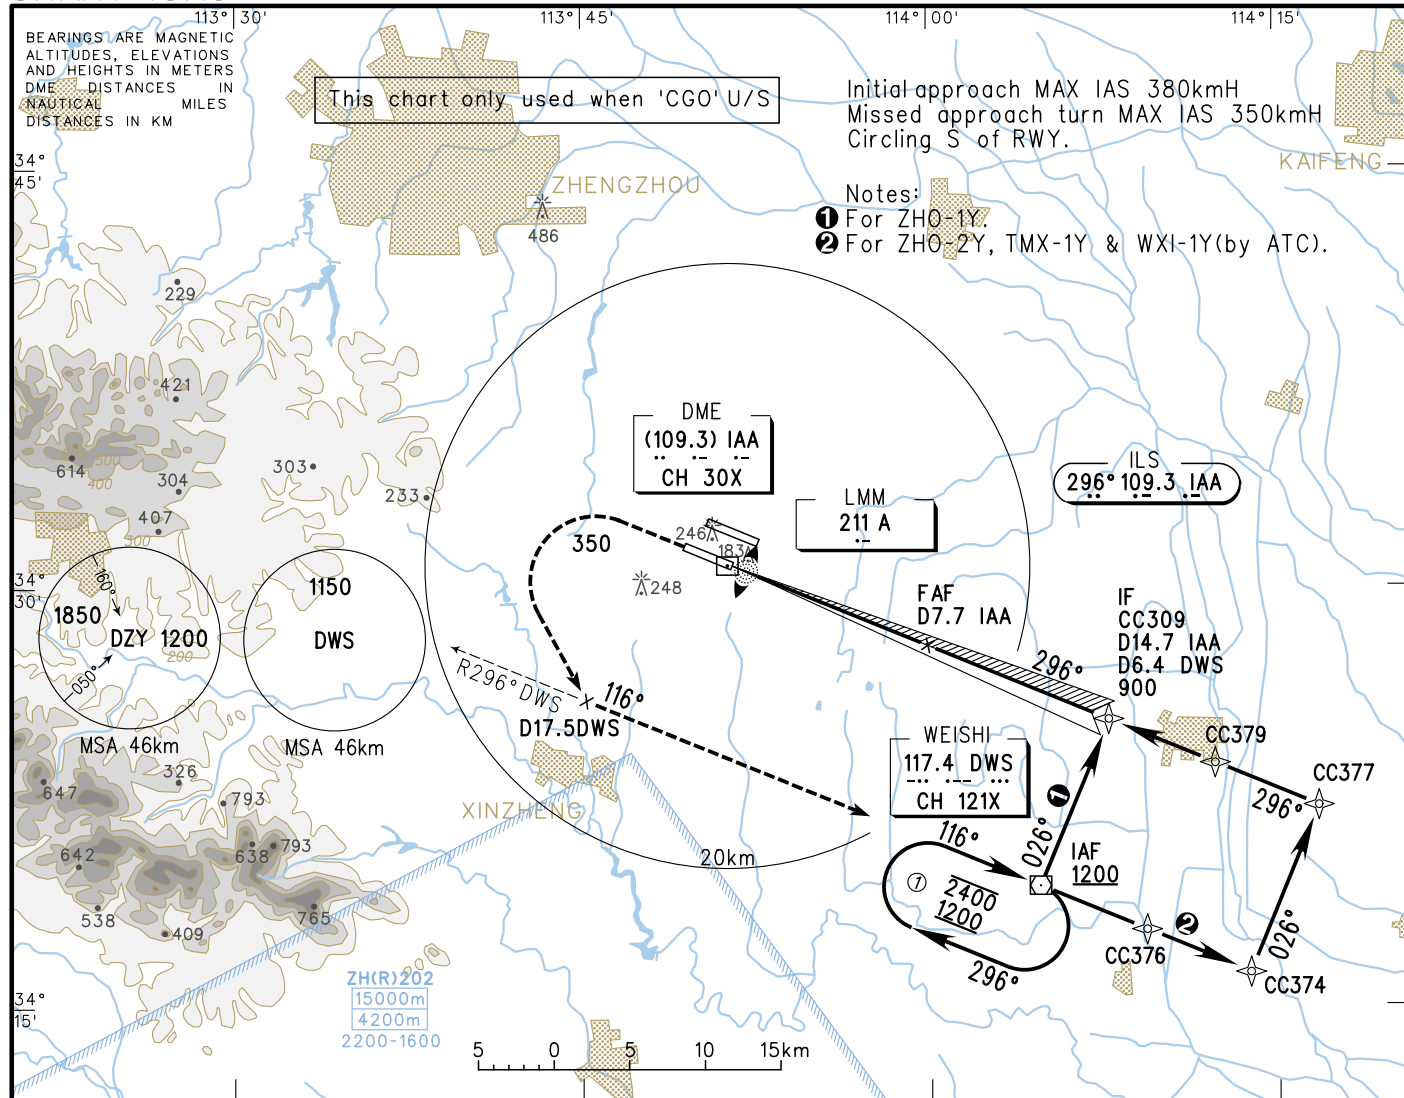 113° 30'
113° 45'
114° 00'
114° 15'
BEARINGS ARE MAGNETIC
ALTITUDES, ELEVATIONS
AND HEIGHTS IN METERS
DME DISTANCES IN
NAUTICAL MILES
DISTANCES IN KM
This chart only used when 'CGO' U/S
Initial approach MAX IAS 380kmH
Missed approach turn MAX IAS 350kmH
Circling S of RWY.
KAIFENG
34°
45'
ZHENGZHOU
486
Notes:
❶ For ZHO-1Y.
❷ For ZHO-2Y, TMX-1Y & WXI-1Y(by ATC).
229
421
614
500
400
304
303
233
407
300
DME
(109.3) IAA
CH 30X
LMM
211 A
ILS
296° 109.3 IAA
246
183
248
350
34°
30'
160°
1850
DZY 1200
200
050°
MSA 46km
1150
DWS
MSA 46km
FAF
D7.7 IAA
296°
IF
CC309
D14.7 IAA
D6.4 DWS
900
R296° DWS
116°
D17.5DWS
WEISHI
117.4 DWS
CH 121X
CC379
CC377
296°
XINZHENG
326
647
793
638
793
642
538
409
765
20km
116°
026°
❶
IAF
1200
①
2400
1200
296°
CC376
❷
026°
CC374
ZH(R)202
15000m
4200m
2200-1600
34°
15'
5 0 5 10 15km